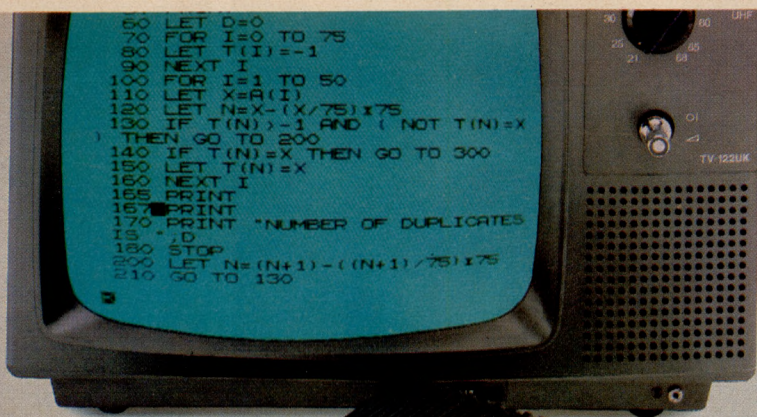 60 LET D=0
70 FOR I=0 TO 75
80 LET T(I)=-1
90 NEXT I
100 FOR I=1 TO 50
110 LET X=A(I)
120 LET N=X-(X/75)*75
130 IF T(N)>-1 AND ( NOT T(N)=X
) THEN GO TO 200
140 IF T(N)=X THEN GO TO 300
150 LET T(N)=X
160 NEXT I
165 PRINT
167 PRINT
170 PRINT "NUMBER OF DUPLICATES
IS ",D
180 STOP
200 LET N=(N+1)-((N+1)/75)*75
210 GO TO 130
30
25
21
60
65
68
UHF
TV-122UK